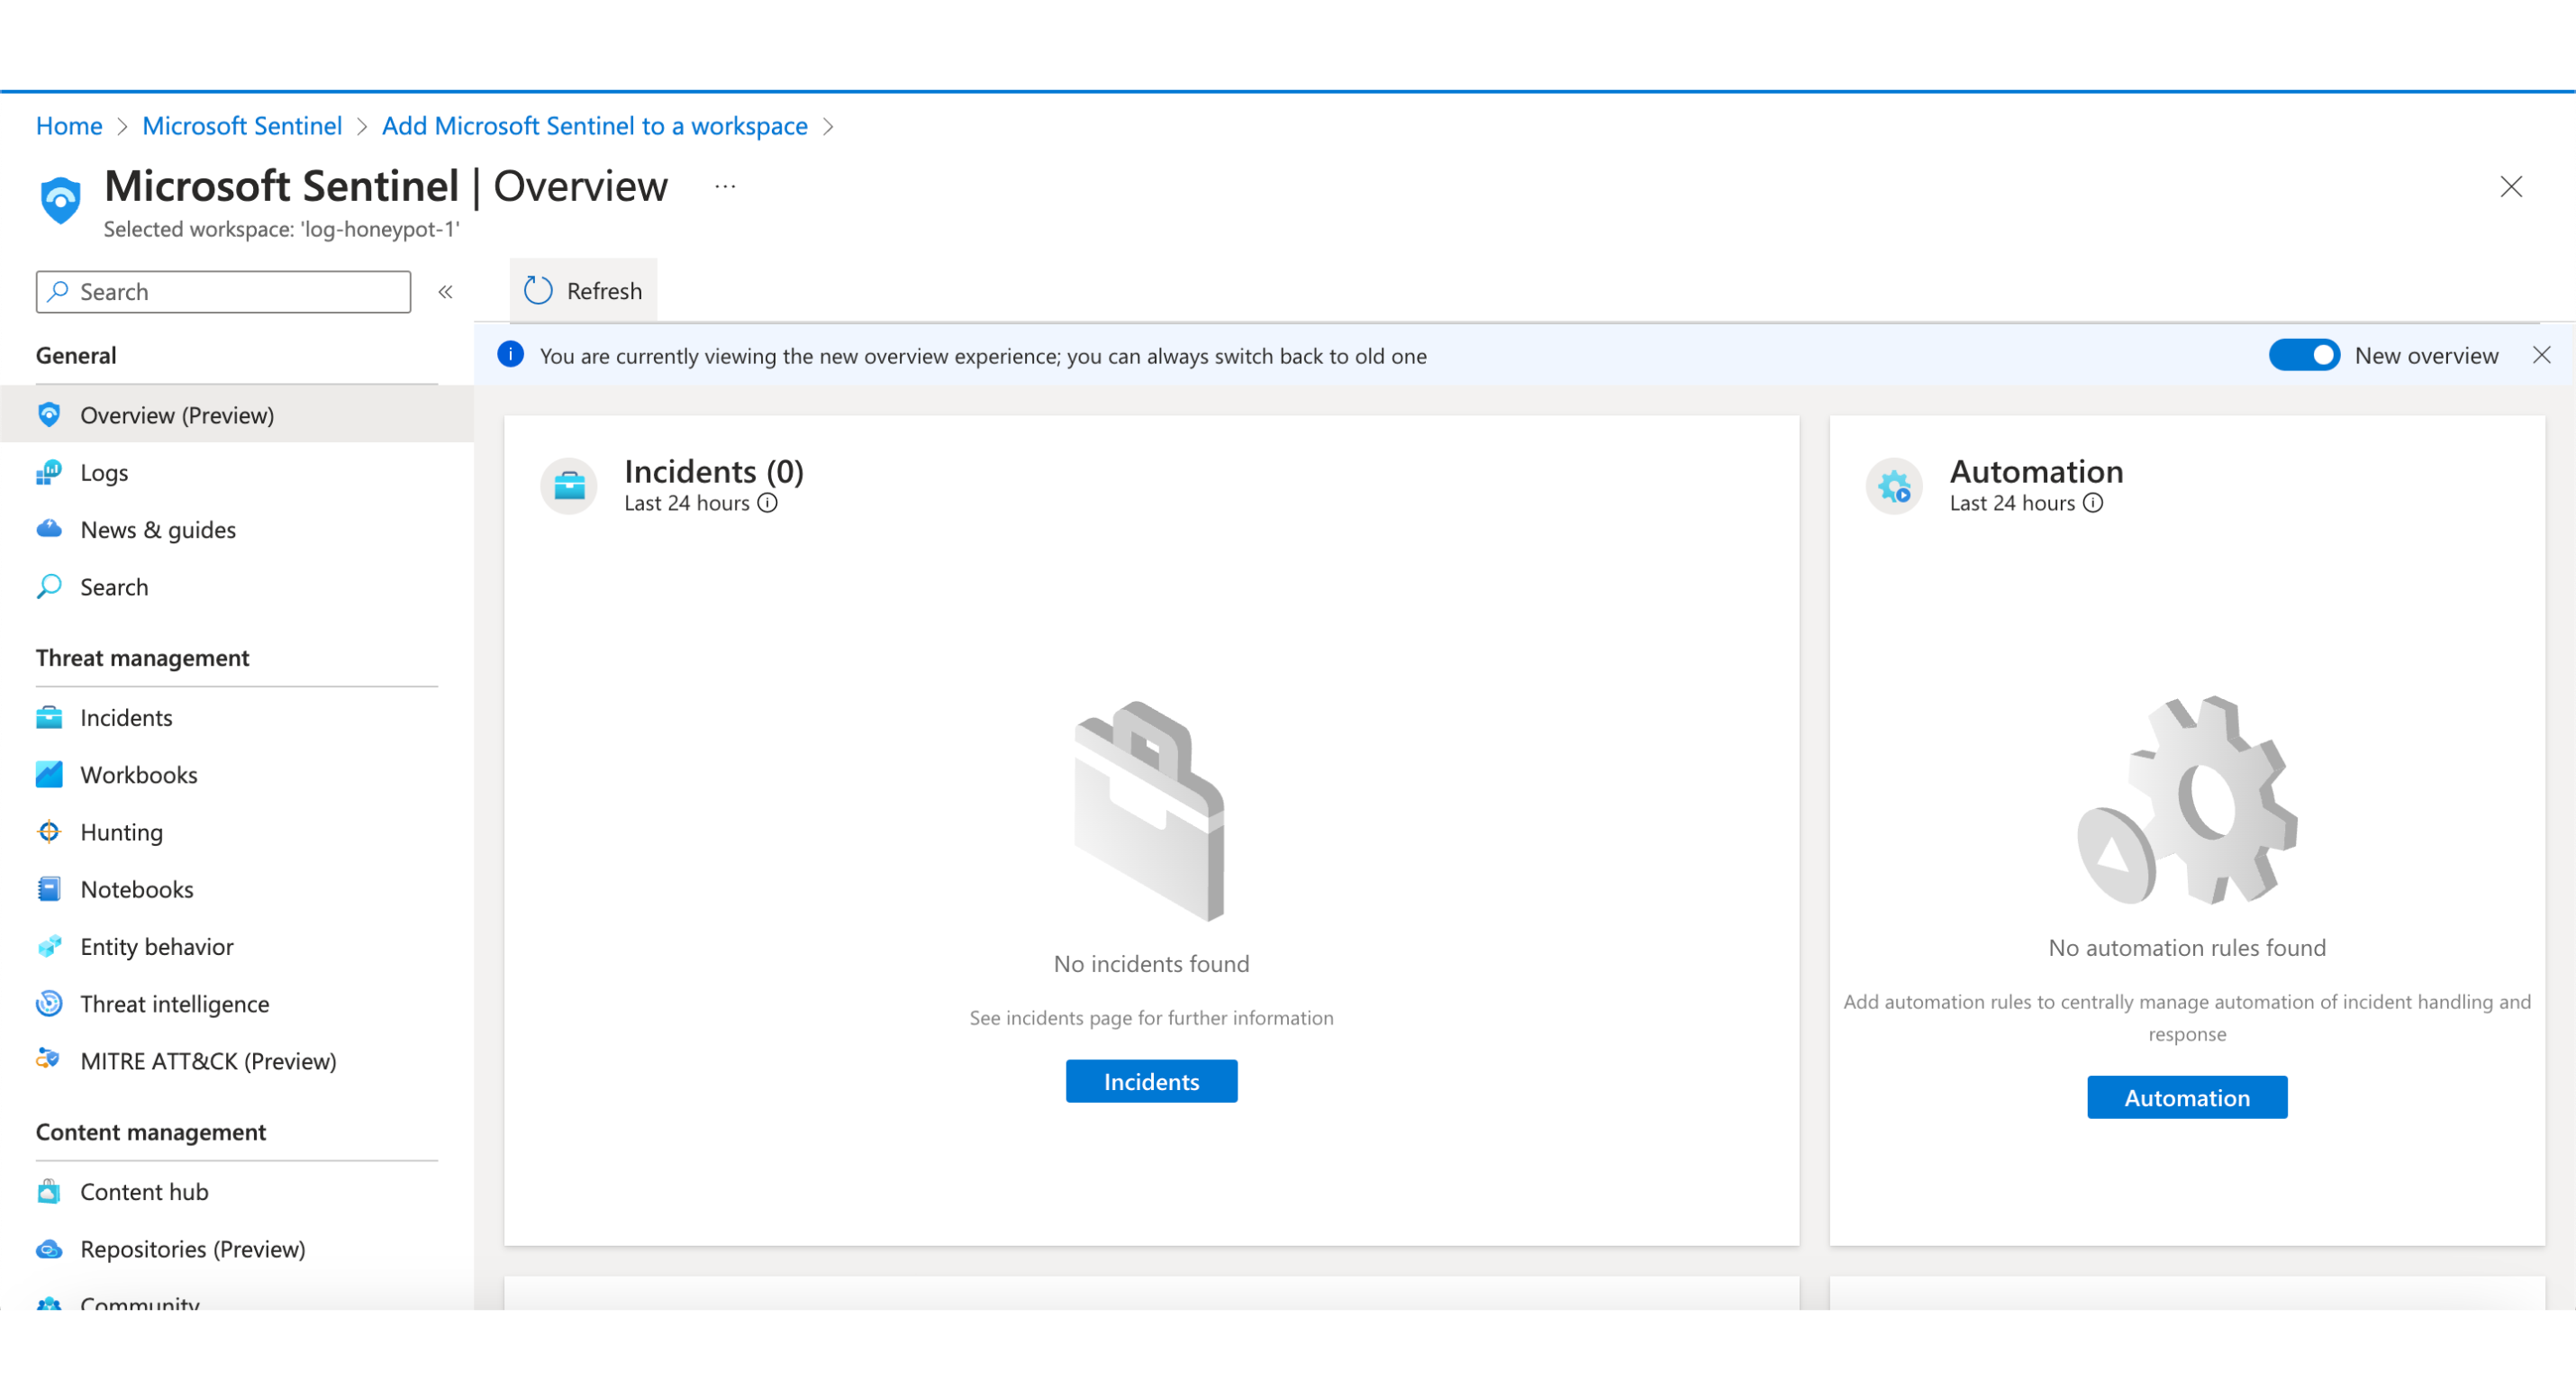 Home > Microsoft Sentinel > Add Microsoft Sentinel to a workspace >
Microsoft Sentinel | Overview ...
Selected workspace: 'log-honeypot-1'
Search «
General
Overview (Preview)
Logs
News & guides
Search
Threat management
Incidents
Workbooks
Hunting
Notebooks
Entity behavior
Threat intelligence
MITRE ATT&CK (Preview)
Content management
Content hub
Repositories (Preview)
Community
Refresh
You are currently viewing the new overview experience; you can always switch back to old one
New overview
Incidents (0)
Last 24 hours
No incidents found
See incidents page for further information
Incidents
Automation
Last 24 hours
No automation rules found
Add automation rules to centrally manage automation of incident handling and
response
Automation